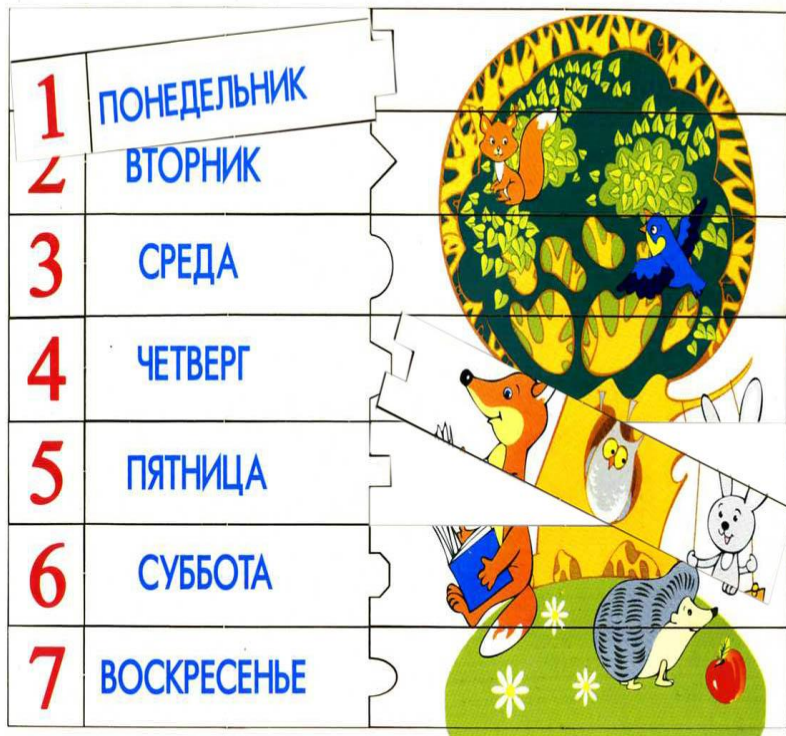 1 ПОНЕДЕЛЬНИК
2 ВТОРНИК
3 СРЕДА
4 ЧЕТВЕРГ
5 ПЯТНИЦА
6 СУББОТА
7 ВОСКРЕСЕНЬЕ